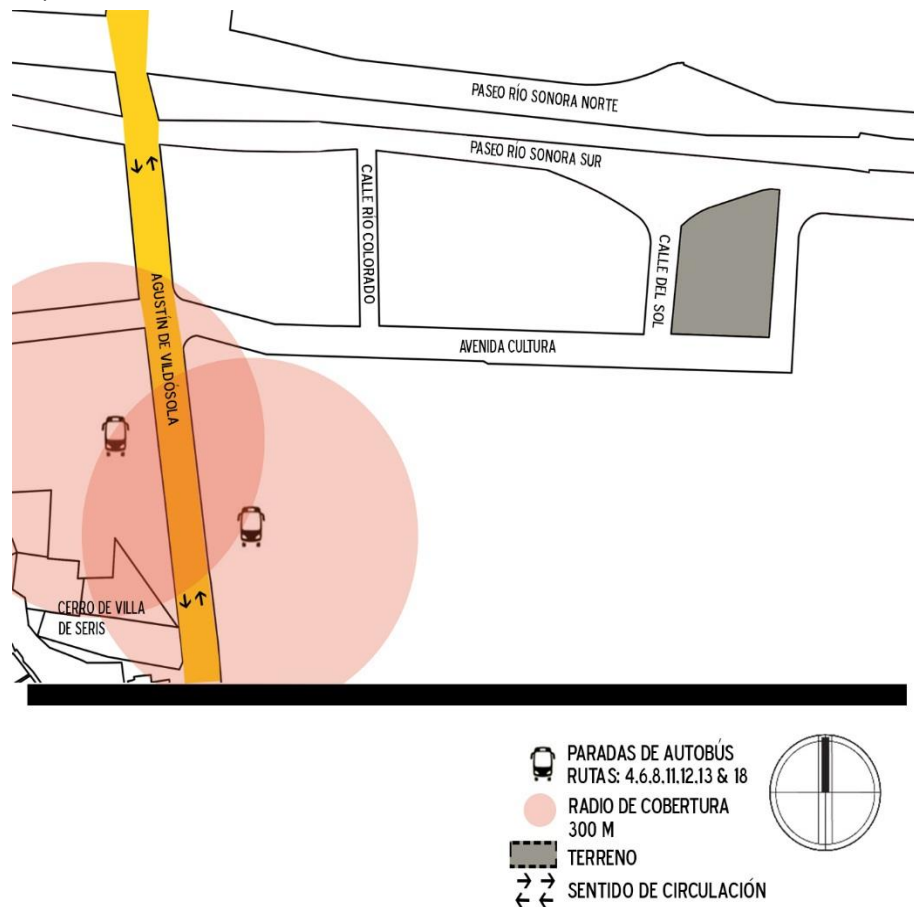 PASEO RÍO SONORA NORTE
PASEO RÍO SONORA SUR
CALLE RIO COLORADO
CALLE DEL SOL
AGUSTÍN DE VILDÓSOLA
AVENIDA CULTURA
CERRO DE VILLA
DE SERIS
PARADAS DE AUTOBÚS
RUTAS: 4,6,8,11,12,13 & 18
RADIO DE COBERTURA
300 M
TERRENO
SENTIDO DE CIRCULACIÓN